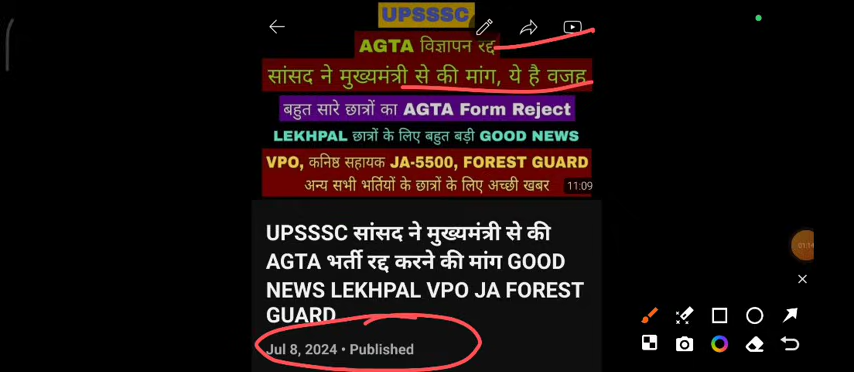 UPSSSC
AGTA विज्ञापन रद्द
सांसद ने मुख्यमंत्री से की मांग, ये है वजह
बहुत सारे छात्रों का AGTA Form Reject
LEKHPAL छात्रों के लिए बहुत बड़ी GOOD NEWS
VPO, कनिष्ठ सहायक JA-5500, FOREST GUARD
अन्य सभी भर्तियों के छात्रों के लिए अच्छी खबर
11:09
UPSSSC सांसद ने मुख्यमंत्री से की
AGTA भर्ती रद्द करने की मांग GOOD
NEWS LEKHPAL VPO JA FOREST
GUARD
Jul 8, 2024 • Published
01:14